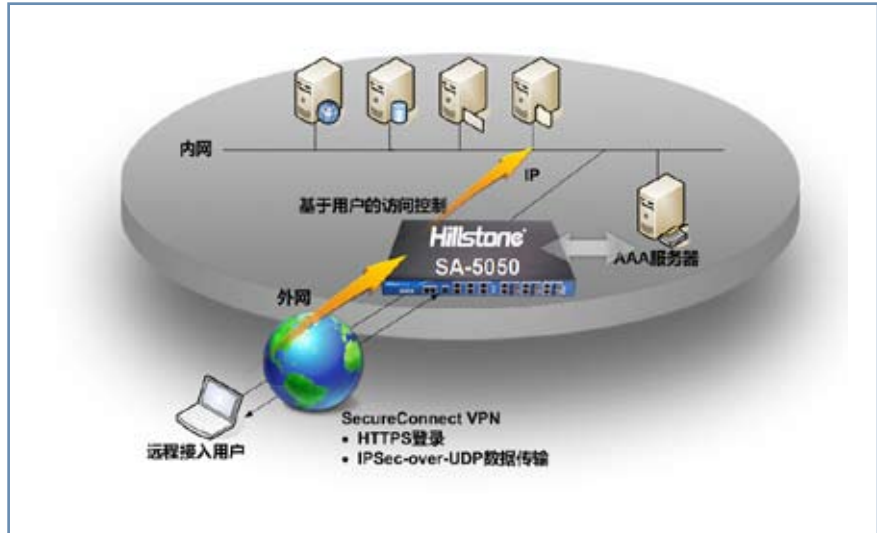 内网
IP
基于用户的访问控制
Hillstone
SA-5050
AAA服务器
外网
SecureConnect VPN
• HTTPS登录
• IPSec-over-UDP数据传输
远程接入用户